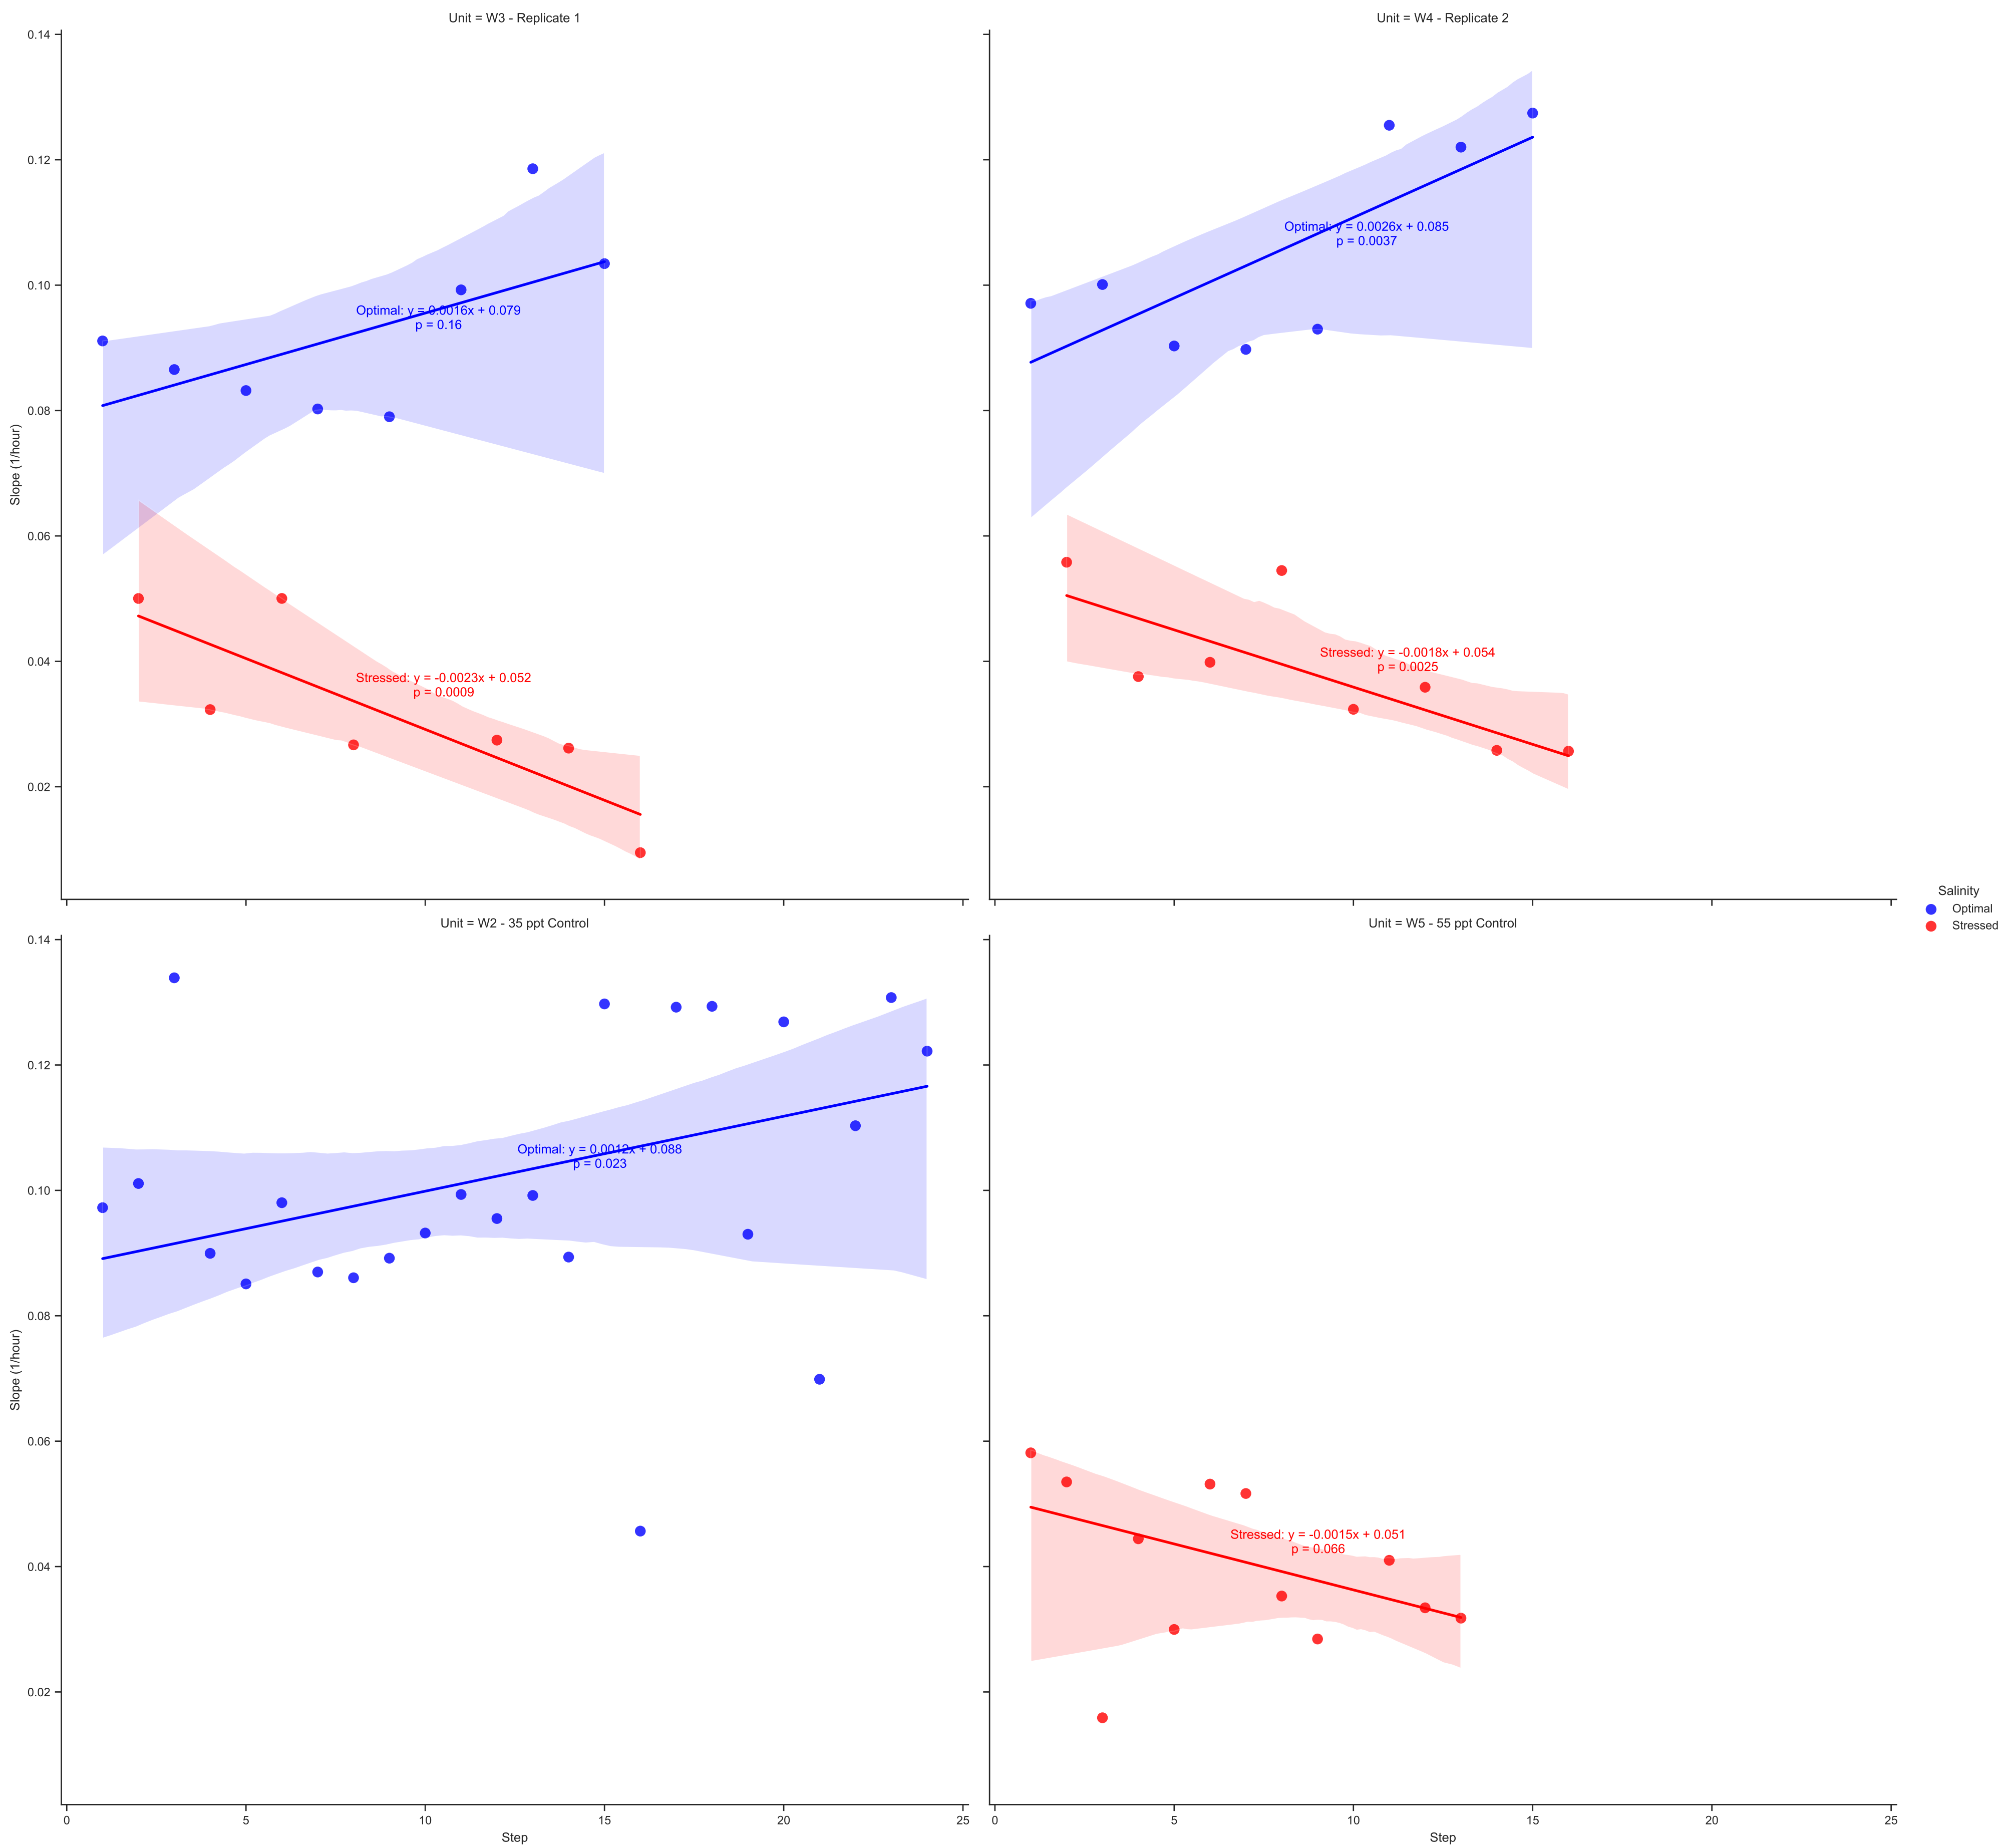 Unit = W3 - Replicate 1
Unit = W4 - Replicate 2
0.14
0.12
0.10
0.08
0.06
0.04
0.02
Slope (1/hour)
Optimal: y = 0.0016x + 0.079
p = 0.16
Stressed: y = -0.0023x + 0.052
p = 0.0009
Optimal: y = 0.0026x + 0.085
p = 0.0037
Stressed: y = -0.0018x + 0.054
p = 0.0025
Salinity
Optimal
Stressed
Unit = W2 - 35 ppt Control
Unit = W5 - 55 ppt Control
0.14
0.12
0.10
0.08
0.06
0.04
0.02
Slope (1/hour)
Optimal: y = 0.0012x + 0.088
p = 0.023
Stressed: y = -0.0015x + 0.051
p = 0.066
0 5 10 15 20 25
Step
0 5 10 15 20 25
Step